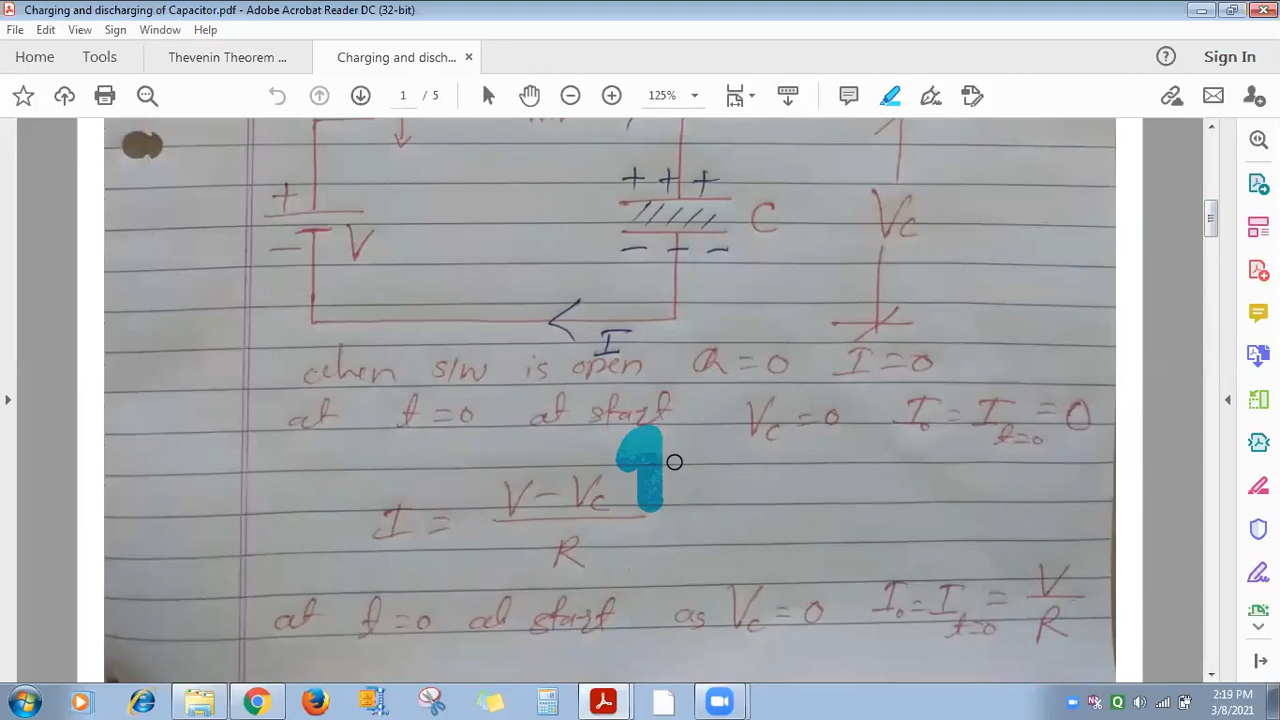 Charging and discharging of Capacitor.pdf - Adobe Acrobat Reader DC (32-bit)
File Edit View Sign Window Help
Home Tools Thevenin Theorem ... Charging and disch... × Sign In
1 / 5 125%
+ + +
+ C Vc
- V - - -
I
when s/w is open Q = 0 I = 0
at t = 0 at start Vc = 0 I₀ = I t=0 = 0
1
I = V - Vc
R
at t = 0 at start as Vc = 0 I₀ = I t=0 = V
R
2:19 PM
3/8/2021